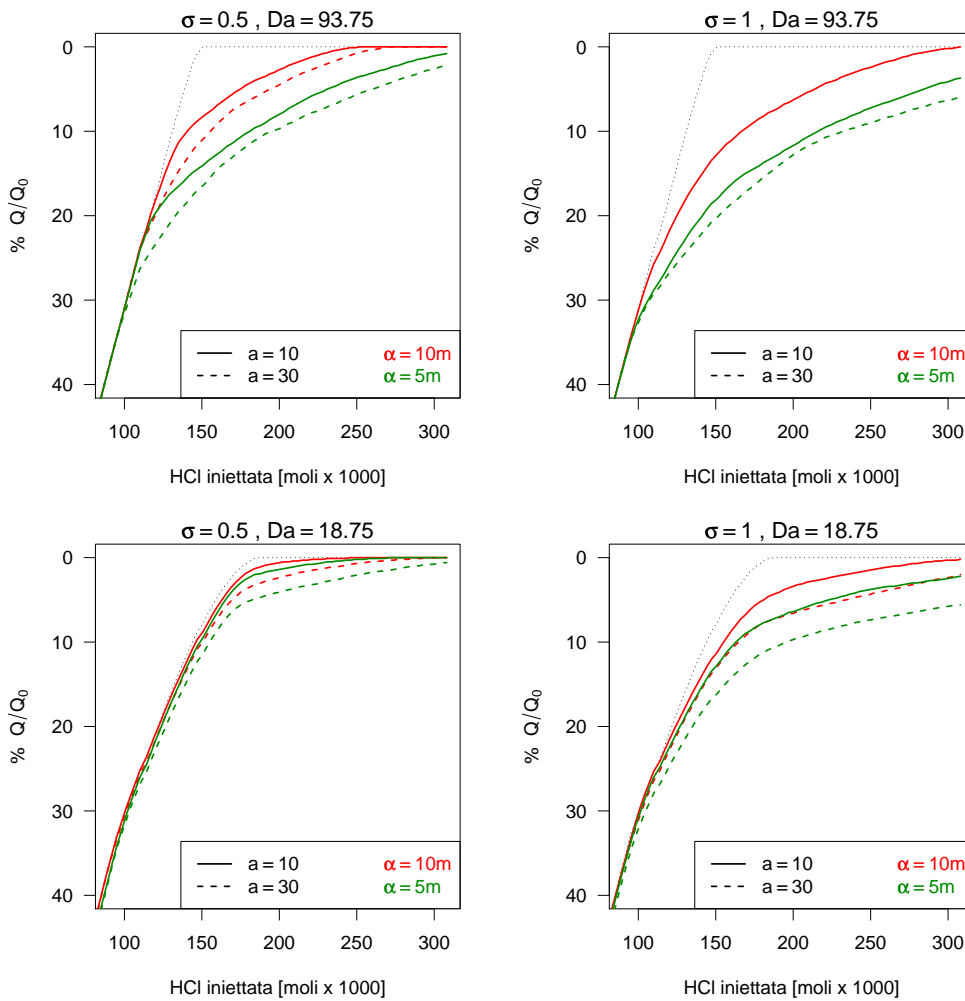 σ = 0.5 , Da = 93.75
0
10
20
30
40
% Q/Q₀
a = 10 α = 10m
a = 30 α = 5m
100 150 200 250 300
HCl iniettata [moli x 1000]
σ = 1 , Da = 93.75
0
10
20
30
40
% Q/Q₀
a = 10 α = 10m
a = 30 α = 5m
100 150 200 250 300
HCl iniettata [moli x 1000]
σ = 0.5 , Da = 18.75
0
10
20
30
40
% Q/Q₀
a = 10 α = 10m
a = 30 α = 5m
100 150 200 250 300
HCl iniettata [moli x 1000]
σ = 1 , Da = 18.75
0
10
20
30
40
% Q/Q₀
a = 10 α = 10m
a = 30 α = 5m
100 150 200 250 300
HCl iniettata [moli x 1000]